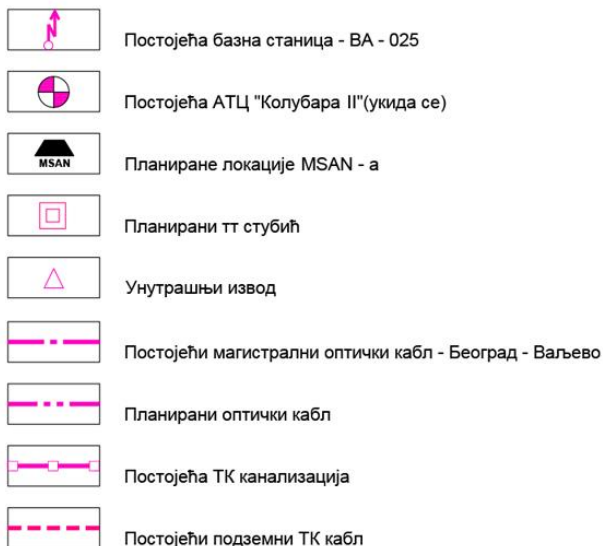 Постојећа базна станица - ВА - 025
Постојећа АТЦ "Колубара II"(укида се)
MSAN
Планиране локације MSAN - а
Планирани тт стубић
Унутрашњи извод
Постојећи магистрални оптички кабл - Београд - Ваљево
Планирани оптички кабл
Постојећа ТК канализација
Постојећи подземни ТК кабл